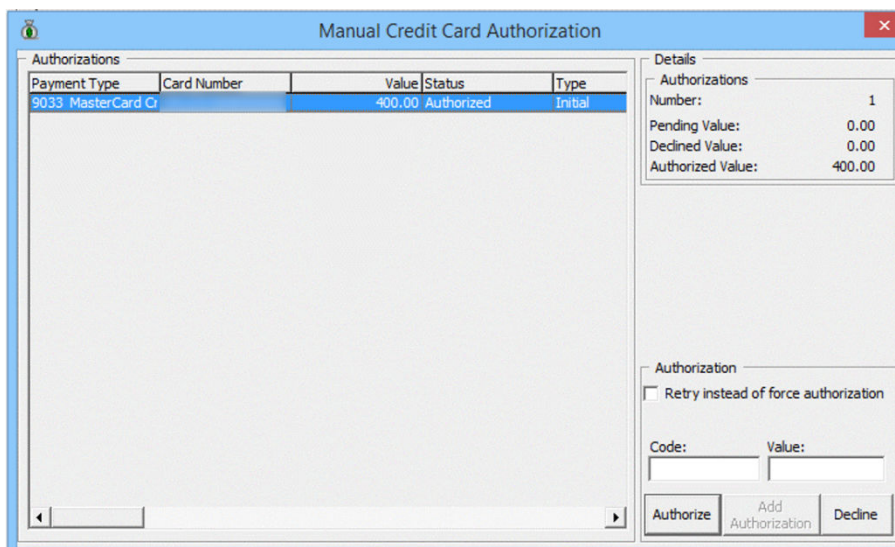 Manual Credit Card Authorization
Authorizations
Payment Type Card Number Value Status Type
9033 MasterCard Cr 400.00 Authorized Initial
Details
Authorizations
Number: 1
Pending Value: 0.00
Declined Value: 0.00
Authorized Value: 400.00
Authorization
Retry instead of force authorization
Code: Value:
Authorize Add Authorization Decline